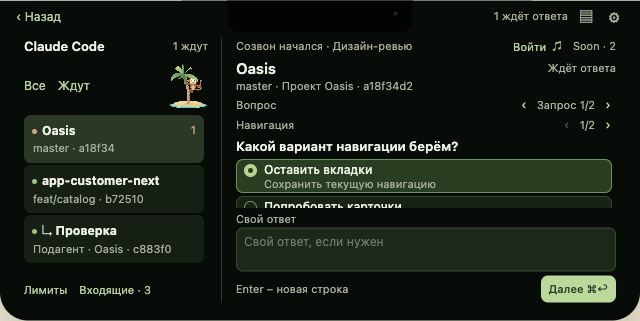 ‹ Назад
1 ждёт ответа
Claude Code
1 ждут
Все Ждут
Oasis 1
master · a18f34
app-customer-next
feat/catalog · b72510
Проверка
Подагент · Oasis · c883f0
Лимиты Входящие · 3
Созвон начался · Дизайн-ревью
Войти
Soon · 2
Oasis
Ждёт ответа
master · Проект Oasis · a18f34d2
Вопрос
‹ Запрос 1/2 ›
Навигация
‹ 1/2 ›
Какой вариант навигации берём?
Оставить вкладки
Сохранить текущую навигацию
Попробовать карточки
Свой ответ
Свой ответ, если нужен
Enter – новая строка
Далее ⌘↩